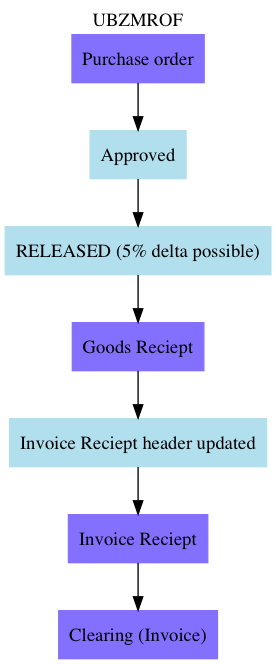 UBZMROF
Purchase order
Approved
RELEASED (5% delta possible)
Goods Reciept
Invoice Reciept header updated
Invoice Reciept
Clearing (Invoice)